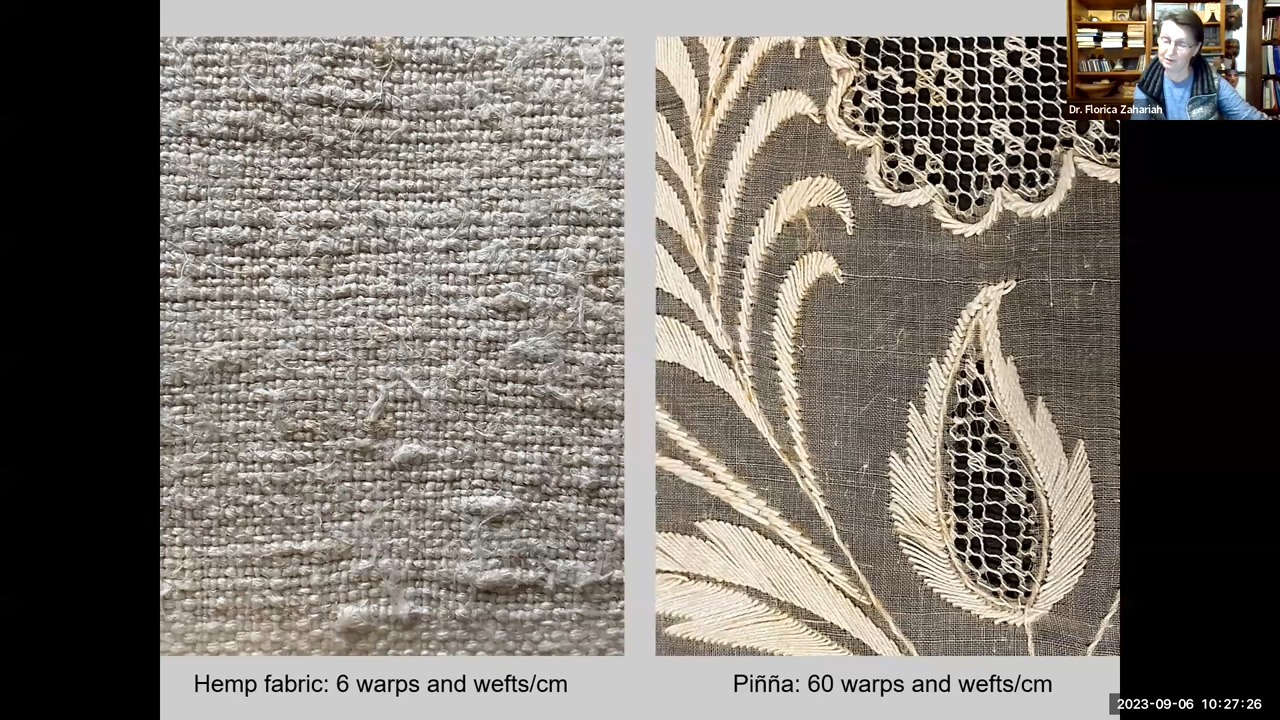 Dr. Florica Zahariah
Hemp fabric: 6 warps and wefts/cm
Piñña: 60 warps and wefts/cm
2023-09-06 10:27:26